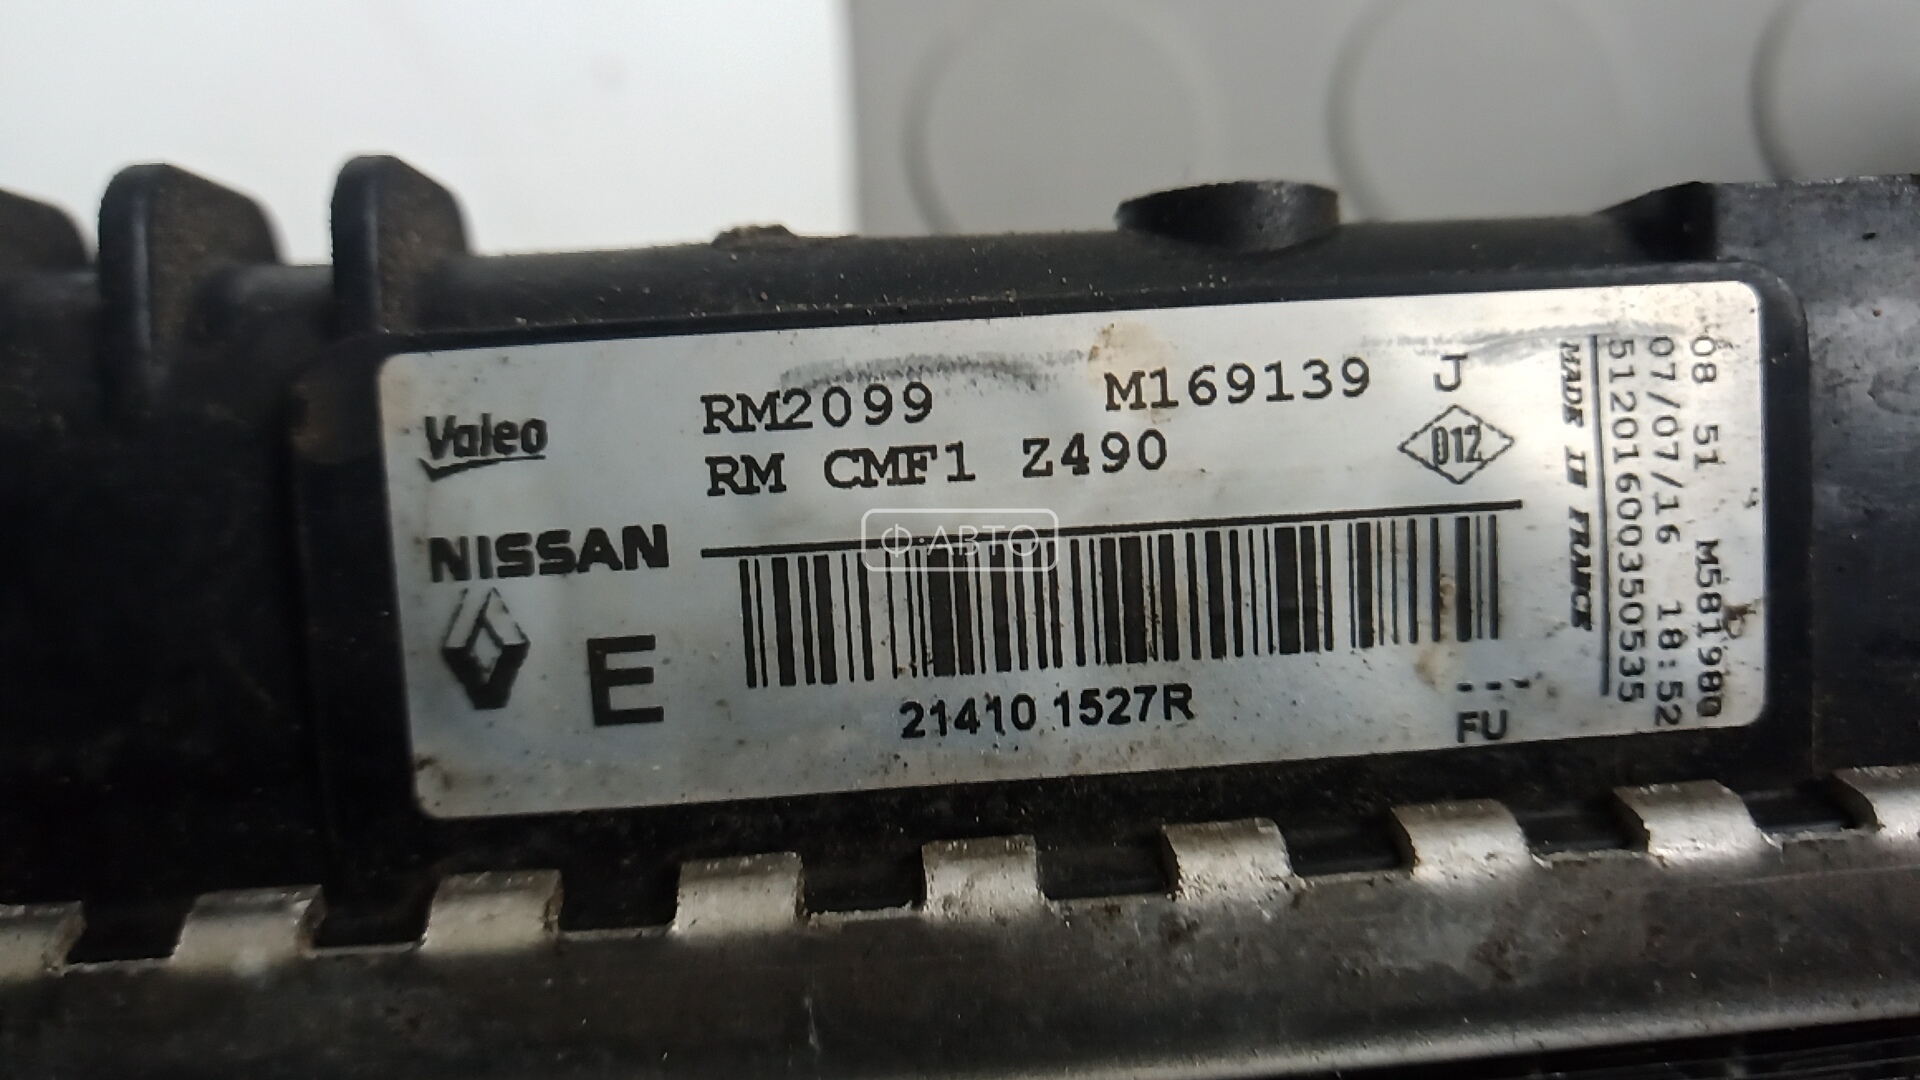 Valeo
RM2099 M169139 J
RM CMF1 Z490
D12
NISSAN
E
Ф·АВТО
21410 1527R
FU
MADE IN FRANCE
5120160035050535
07/07/16 18:52
08 51 M581980